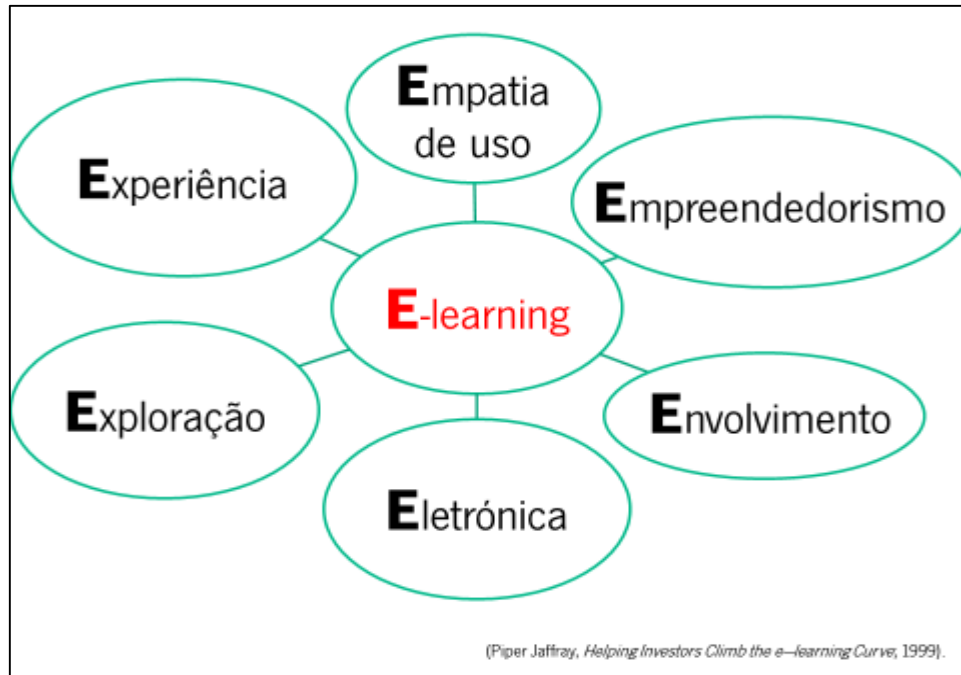 Empatia
de uso
Experiência
Empreendedorismo
E-learning
Exploração
Envolvimento
Eletrónica
(Piper Jaffray, Helping Investors Climb the e–learning Curve, 1999).